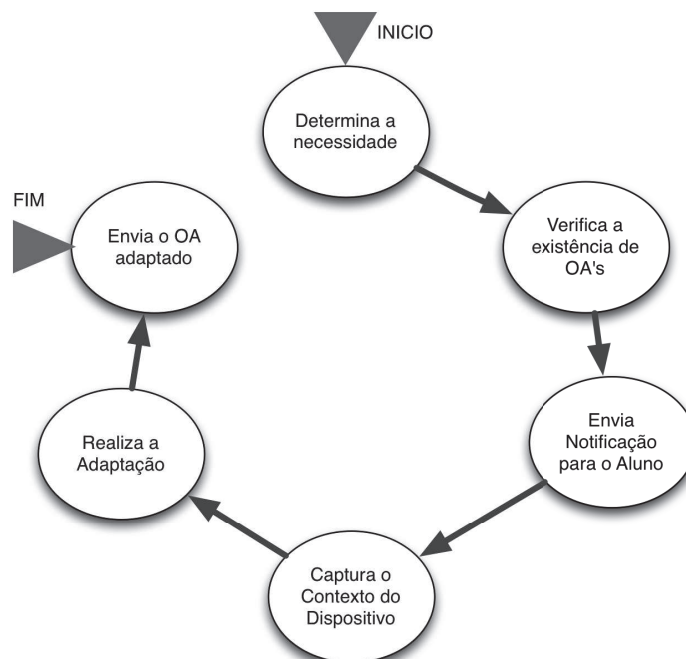 INICIO
Determina a
necessidade
Verifica a
existência de
OA's
Envia
Notificação
para o Aluno
Captura o
Contexto do
Dispositivo
Realiza a
Adaptação
Envia o OA
adaptado
FIM